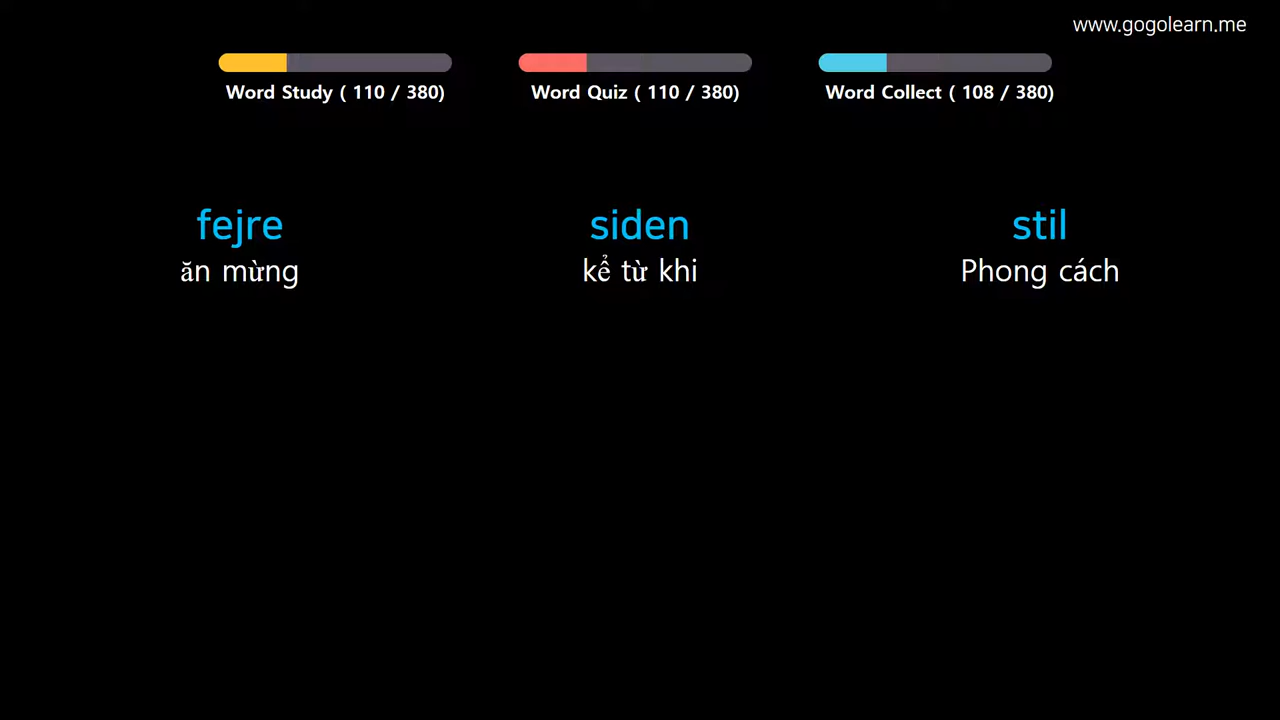 www.gogolearn.me
Word Study ( 110 / 380)
Word Quiz ( 110 / 380)
Word Collect ( 108 / 380)
fejre
ăn mừng
siden
kể từ khi
stil
Phong cách